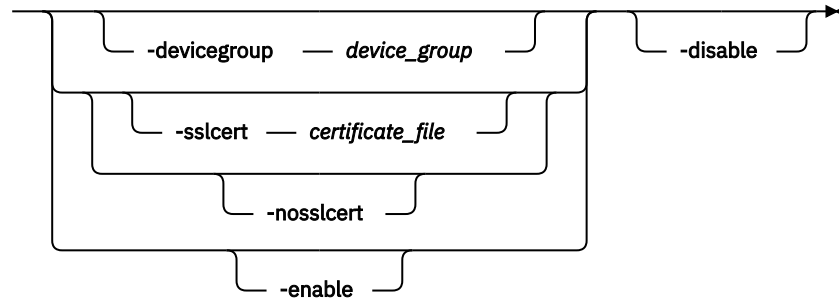 -devicegroup device_group -disable
-sslcert certificate_file
-nosslcert
-enable